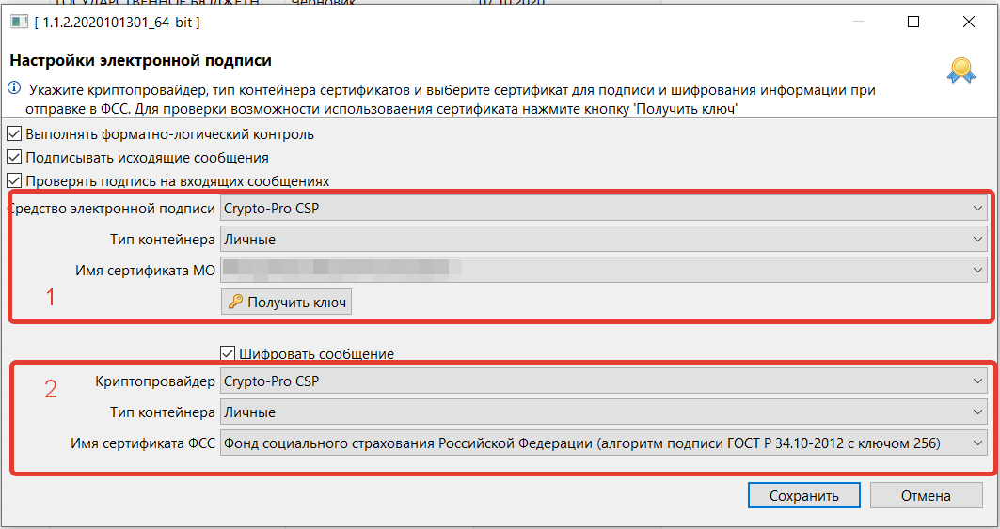 [ 1.1.2.2020101301_64-bit ]
Настройки электронной подписи
Укажите криптопровайдер, тип контейнера сертификатов и выберите сертификат для подписи и шифрования информации при
отправке в ФСС. Для проверки возможности использоваения сертификата нажмите кнопку 'Получить ключ'
Выполнять форматно-логический контроль
Подписывать исходящие сообщения
Проверять подпись на входящих сообщениях
Средство электронной подписи Crypto-Pro CSP
Тип контейнера Личные
Имя сертификата МО
1
Получить ключ
Шифровать сообщение
Криптопровайдер Crypto-Pro CSP
2
Тип контейнера Личные
Имя сертификата ФСС Фонд социального страхования Российской Федерации (алгоритм подписи ГОСТ Р 34.10-2012 с ключом 256)
Сохранить Отмена